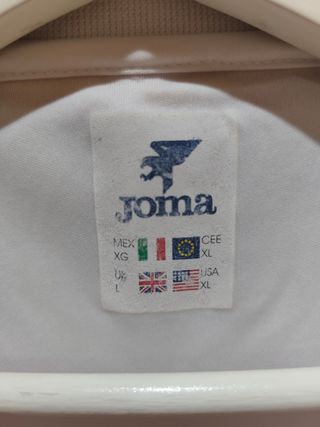 Joma
MEX CEE
XG XL
UK USA
L XL